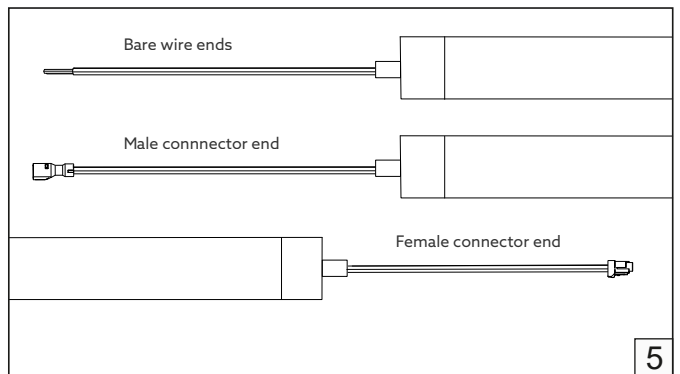 Bare wire ends
Male connnector end
Female connector end
5